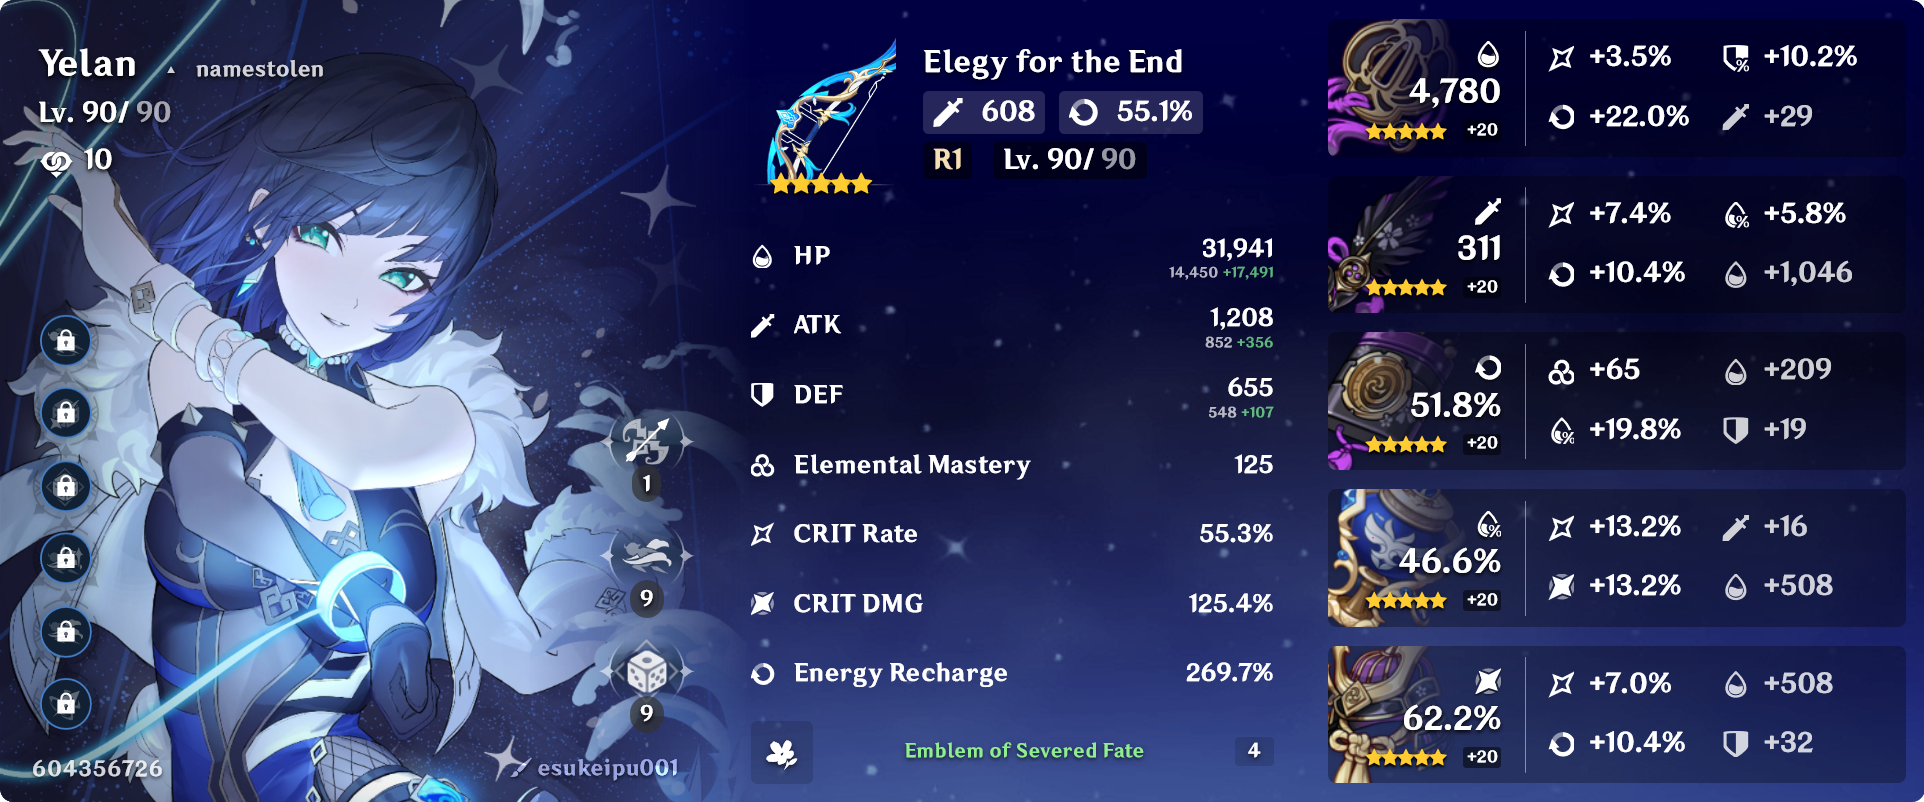 Yelan ▲ namestolen
Lv. 90/ 90
10
1
9
9
604356726
esukeipu001
Elegy for the End
608 55.1%
R1 Lv. 90/ 90
HP 31,941
14,450 +17,491
ATK 1,208
852 +356
DEF 655
548 +107
Elemental Mastery 125
CRIT Rate 55.3%
CRIT DMG 125.4%
Energy Recharge 269.7%
Emblem of Severed Fate 4
4,780
+20
+3.5% +10.2%
+22.0% +29
311
+20
+7.4% +5.8%
+10.4% +1,046
51.8%
+20
+65 +209
+19.8% +19
46.6%
+20
+13.2% +16
+13.2% +508
62.2%
+20
+7.0% +508
+10.4% +32